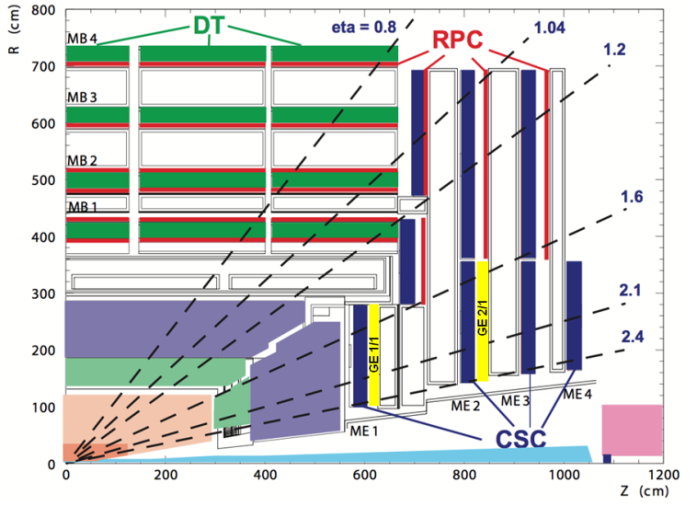 R (cm)
800
700
600
500
400
300
200
100
0
MB 4
DT
eta = 0.8
1.04
RPC
1.2
MB 3
MB 2
1.6
MB 1
2.1
GE 1/1
GE 2/1
2.4
ME 1
ME 2
ME 3
ME 4
CSC
0
200
400
600
800
1000
1200
Z (cm)